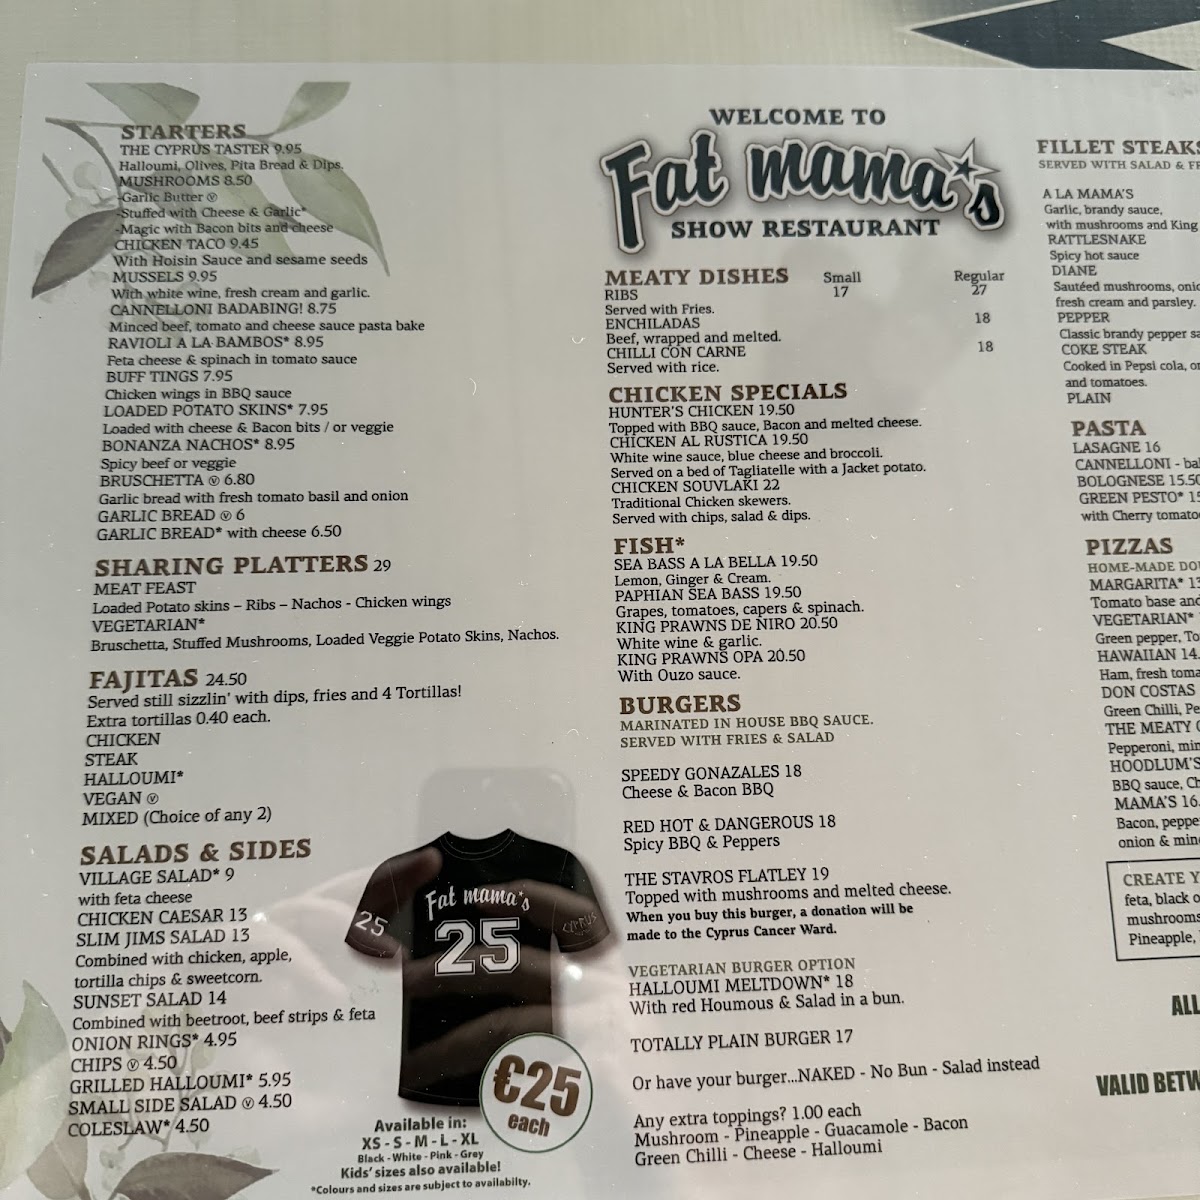 STARTERS
THE CYPRUS TASTER 9.95
Halloumi, Olives, Pita Bread & Dips.
MUSHROOMS 8.50
-Garlic Butter Ⓥ
-Stuffed with Cheese & Garlic*
-Magic with Bacon bits and cheese
CHICKEN TACO 9.45
With Hoisin Sauce and sesame seeds
MUSSELS 9.95
With white wine, fresh cream and garlic.
CANNELLONI BADABING! 8.75
Minced beef, tomato and cheese sauce pasta bake
RAVIOLI A LA BAMBOS* 8.95
Feta cheese & spinach in tomato sauce
BUFF TINGS 7.95
Chicken wings in BBQ sauce
LOADED POTATO SKINS* 7.95
Loaded with cheese & Bacon bits / or veggie
BONANZA NACHOS* 8.95
Spicy beef or veggie
BRUSCHETTA Ⓥ 6.80
Garlic bread with fresh tomato basil and onion
GARLIC BREAD Ⓥ 6
GARLIC BREAD* with cheese 6.50
SHARING PLATTERS 29
MEAT FEAST
Loaded Potato skins – Ribs – Nachos - Chicken wings
VEGETARIAN*
Bruschetta, Stuffed Mushrooms, Loaded Veggie Potato Skins, Nachos.
FAJITAS 24.50
Served still sizzlin' with dips, fries and 4 Tortillas!
Extra tortillas 0.40 each.
CHICKEN
STEAK
HALLOUMI*
VEGAN Ⓥ
MIXED (Choice of any 2)
SALADS & SIDES
VILLAGE SALAD* 9
with feta cheese
CHICKEN CAESAR 13
SLIM JIMS SALAD 13
Combined with chicken, apple,
tortilla chips & sweetcorn.
SUNSET SALAD 14
Combined with beetroot, beef strips & feta
ONION RINGS* 4.95
CHIPS Ⓥ 4.50
GRILLED HALLOUMI* 5.95
SMALL SIDE SALAD Ⓥ 4.50
COLESLAW* 4.50
Fat mama's
25
25
CYPRUS
€25
each
Available in:
XS - S - M - L - XL
Black - White - Pink - Grey
Kids' sizes also available!
*Colours and sizes are subject to availabilty.
WELCOME TO
Fat mama's
SHOW RESTAURANT
MEATY DISHES Small Regular
RIBS 17 27
Served with Fries.
ENCHILADAS 18
Beef, wrapped and melted.
CHILLI CON CARNE 18
Served with rice.
CHICKEN SPECIALS
HUNTER'S CHICKEN 19.50
Topped with BBQ sauce, Bacon and melted cheese.
CHICKEN AL RUSTICA 19.50
White wine sauce, blue cheese and broccoli.
Served on a bed of Tagliatelle with a Jacket potato.
CHICKEN SOUVLAKI 22
Traditional Chicken skewers.
Served with chips, salad & dips.
FISH*
SEA BASS A LA BELLA 19.50
Lemon, Ginger & Cream.
PAPHIAN SEA BASS 19.50
Grapes, tomatoes, capers & spinach.
KING PRAWNS DE NIRO 20.50
White wine & garlic.
KING PRAWNS OPA 20.50
With Ouzo sauce.
BURGERS
MARINATED IN HOUSE BBQ SAUCE.
SERVED WITH FRIES & SALAD
SPEEDY GONAZALES 18
Cheese & Bacon BBQ
RED HOT & DANGEROUS 18
Spicy BBQ & Peppers
THE STAVROS FLATLEY 19
Topped with mushrooms and melted cheese.
When you buy this burger, a donation will be
made to the Cyprus Cancer Ward.
VEGETARIAN BURGER OPTION
HALLOUMI MELTDOWN* 18
With red Houmous & Salad in a bun.
TOTALLY PLAIN BURGER 17
Or have your burger...NAKED - No Bun - Salad instead
Any extra toppings? 1.00 each
Mushroom - Pineapple - Guacamole - Bacon
Green Chilli - Cheese - Halloumi
FILLET STEAKS
SERVED WITH SALAD & FR
A LA MAMA'S
Garlic, brandy sauce,
with mushrooms and King
RATTLESNAKE
Spicy hot sauce
DIANE
Sautéed mushrooms, onio
fresh cream and parsley.
PEPPER
Classic brandy pepper sa
COKE STEAK
Cooked in Pepsi cola, on
and tomatoes.
PLAIN
PASTA
LASAGNE 16
CANNELLONI - ba
BOLOGNESE 15.50
GREEN PESTO* 15
with Cherry tomato
PIZZAS
HOME-MADE DO
MARGARITA* 13
Tomato base and
VEGETARIAN*
Green pepper, To
HAWAIIAN 14.
Ham, fresh toma
DON COSTAS
Green Chilli, Pe
THE MEATY
Pepperoni, min
HOODLUM'S
BBQ sauce, Ch
MAMA'S 16.
Bacon, peppe
onion & min
CREATE Y
feta, black o
mushrooms
Pineapple,
ALL
VALID BETW